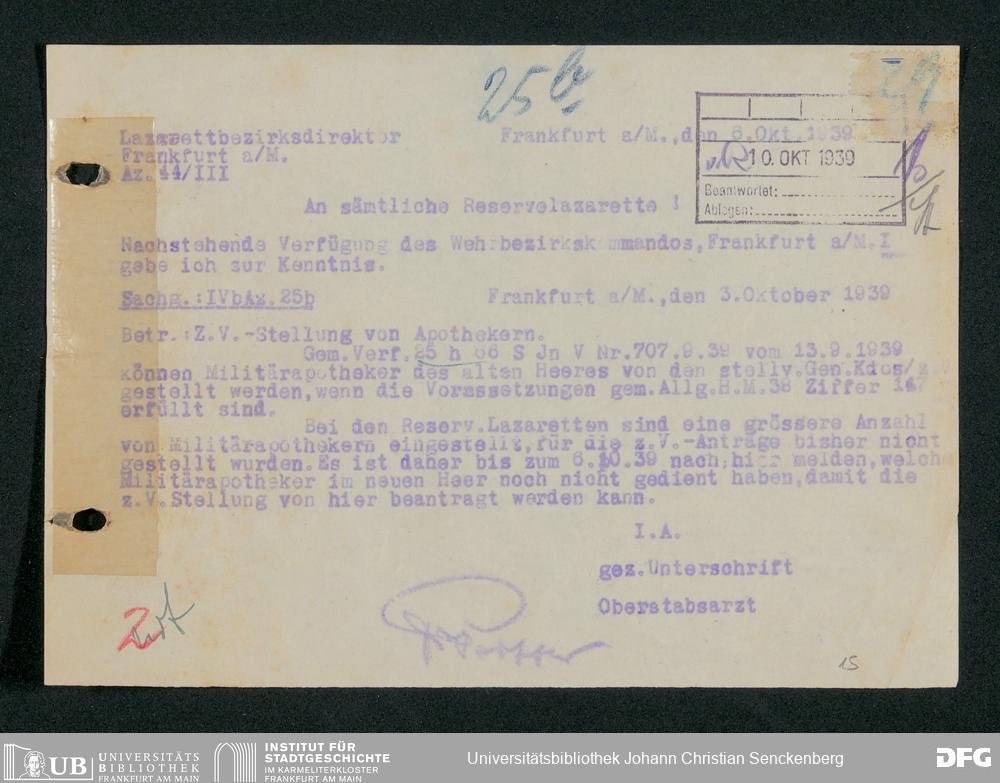 25 b
Lazarettbezirksdirektor Frankfurt a/M.,den 6.Okt.1939
Frankfurt a/M.
Az.44/III
10. OKT 1939
Beantwortet:
Ablegen:
An sämtliche Reservelazarette !
Nachstehende Verfügung des Wehrbezirkskommandos,Frankfurt a/M.I
gebe ich zur Kenntnis.
Sachg.:IVbAz.25b Frankfurt a/M.,den 3.Oktober 1939
Betr.:Z.V.-Stellung von Apothekern.
Gem.Verf.25 h 66 S Jn V Nr.707.9.39 vom 13.9.1939
können Militärapotheker des alten Heeres von den stellv.Gen.Kdos/z.V
gestellt werden,wenn die Vorassetzungen gem.Allg.H.M.38 Ziffer 147
erfüllt sind.
Bei den Reserv.Lazaretten sind eine grössere Anzahl
von Militärapothekern eingestellt,für die z.V.-Anträge bisher nicht
gestellt wurden.Es ist daher bis zum 6.10.39 nach hier melden,welche
Militärapotheker im neuen Heer noch nicht gedient haben,damit die
z.V.Stellung von hier beantragt werden kann.
I.A.
gez.Unterschrift
Oberstabsarzt
15
UB UNIVERSITÄTS
BIBLIOTHEK
FRANKFURT AM MAIN
INSTITUT FÜR
STADTGESCHICHTE
IM KARMELITERKLOSTER
FRANKFURT AM MAIN
Universitätsbibliothek Johann Christian Senckenberg
DFG